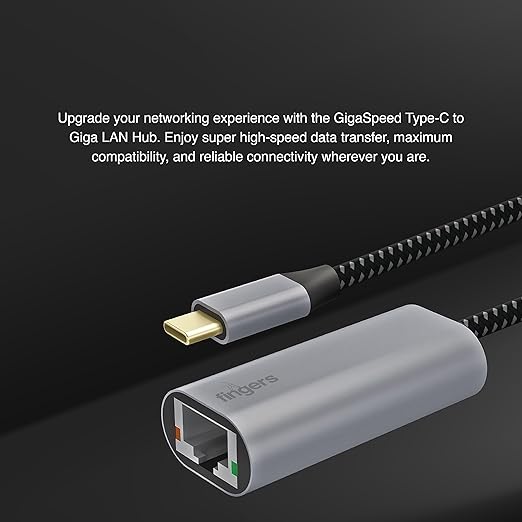 Upgrade your networking experience with the GigaSpeed Type-C to
Giga LAN Hub. Enjoy super high-speed data transfer, maximum
compatibility, and reliable connectivity wherever you are.
fingers